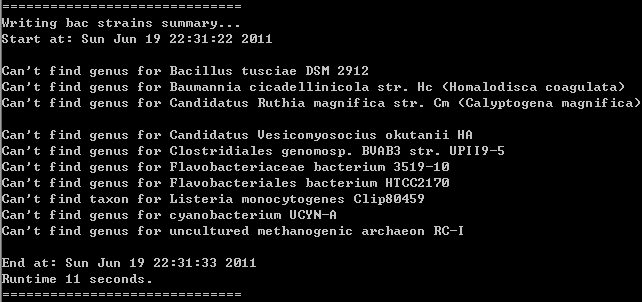 ==============================
Writing bac strains summary...
Start at: Sun Jun 19 22:31:22 2011
Can't find genus for Bacillus tusciae DSM 2912
Can't find genus for Baumannia cicadellinicola str. Hc (Homalodisca coagulata)
Can't find genus for Candidatus Ruthia magnifica str. Cm (Calyptogena magnifica)
Can't find genus for Candidatus Vesicomyosocius okutanii HA
Can't find genus for Clostridiales genomosp. BVAB3 str. UPII9-5
Can't find genus for Flavobacteriaceae bacterium 3519-10
Can't find genus for Flavobacteriales bacterium HTCC2170
Can't find taxon for Listeria monocytogenes Clip80459
Can't find genus for cyanobacterium UCYN-A
Can't find genus for uncultured methanogenic archaeon RC-I
End at: Sun Jun 19 22:31:33 2011
Runtime 11 seconds.
==============================